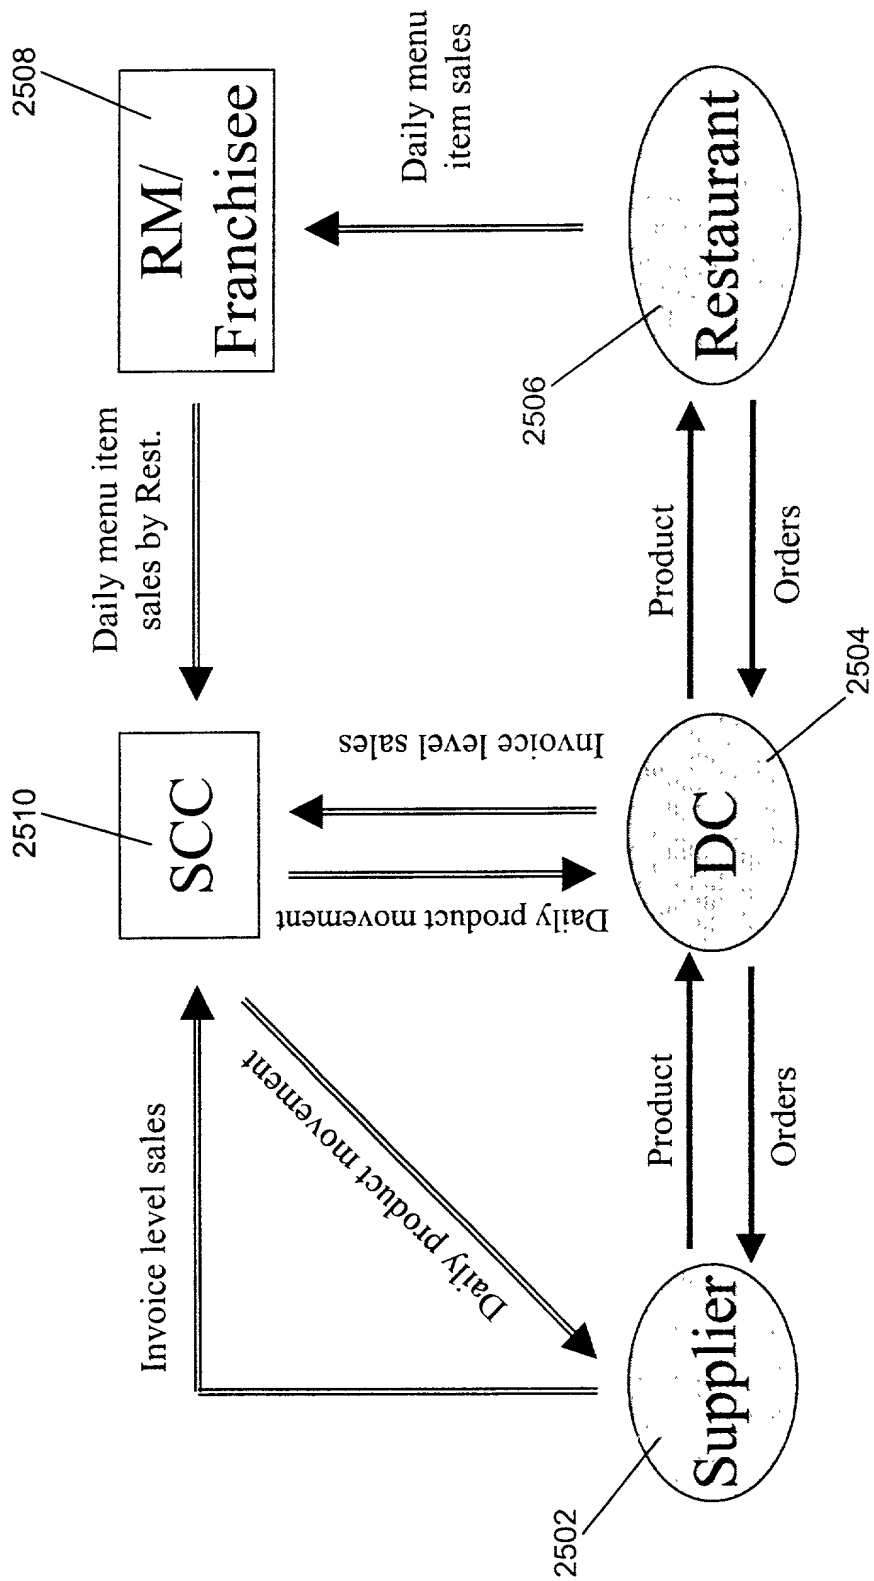 2510
2508
SCC
RM/
Franchisee
Daily menu item
sales by Rest.
Invoice level sales
Daily product movement
Daily product movement
Invoice level sales
Daily menu
item sales
2502
2506
Supplier
Product
Orders
DC
2504
Product
Orders
Restaurant